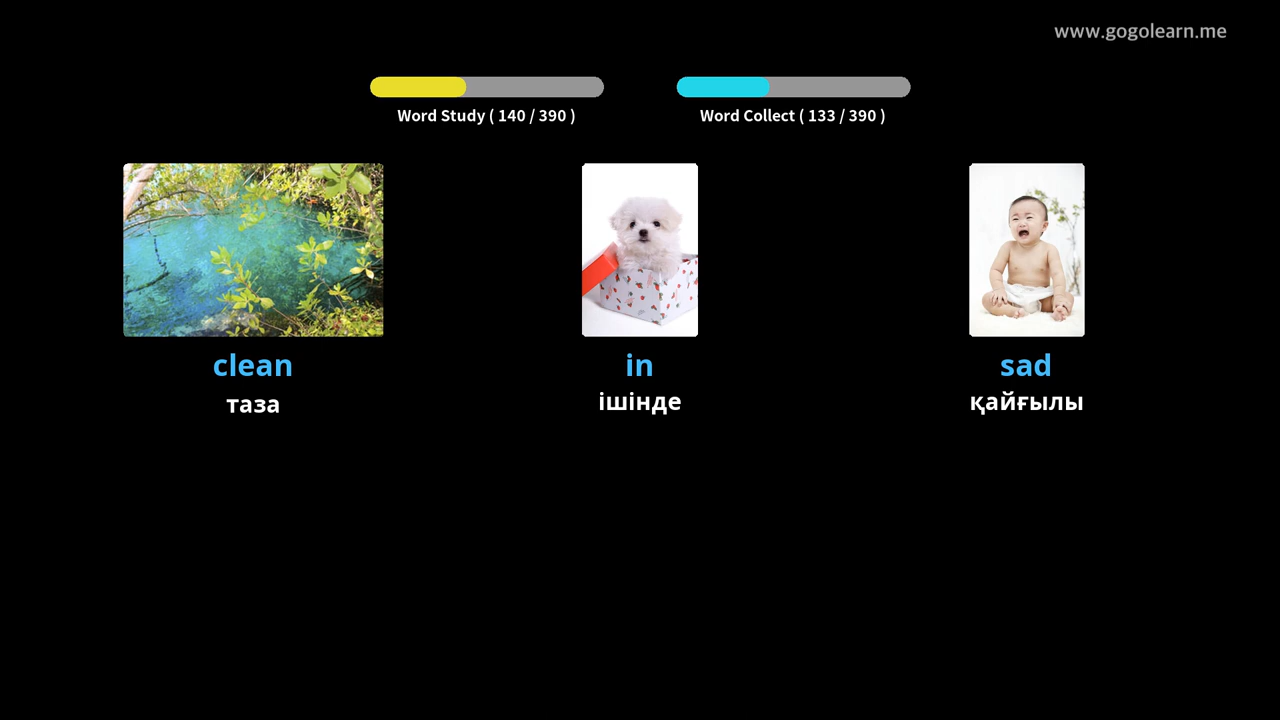 www.gogolearn.me
Word Study ( 140 / 390 )
Word Collect ( 133 / 390 )
clean
таза
in
ішінде
sad
қайғылы